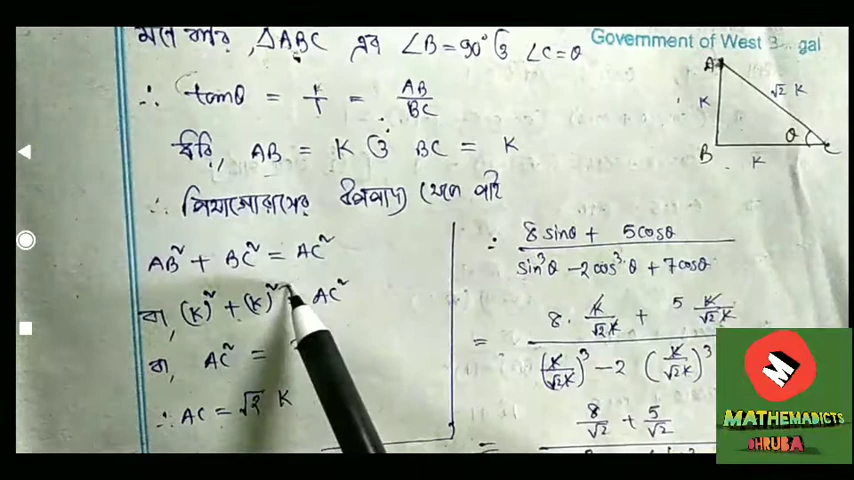 মনে করি, △ABC এর ∠B = 90° ও ∠C = θ
Government of West B gal
∴ tanθ = K/1 = AB/BC
ধরি, AB = K ও BC = K
∴ পিথাগোরাসের উপপাদ্য থেকে পাই
AB² + BC² = AC²
বা, (K)² + (K)² = AC²
বা, AC² =
∴ AC = √2 K
A
K
√2 K
B
K
θ
C
∴ 8 sinθ + 5cosθ / sin³θ - 2cos³θ + 7cosθ
= 8. K/√2K + 5 K/√2K
(K/√2K)³ - 2 (K/√2K)³
= 8/√2 + 5/√2
MATHEMADICTS
DHRUBA